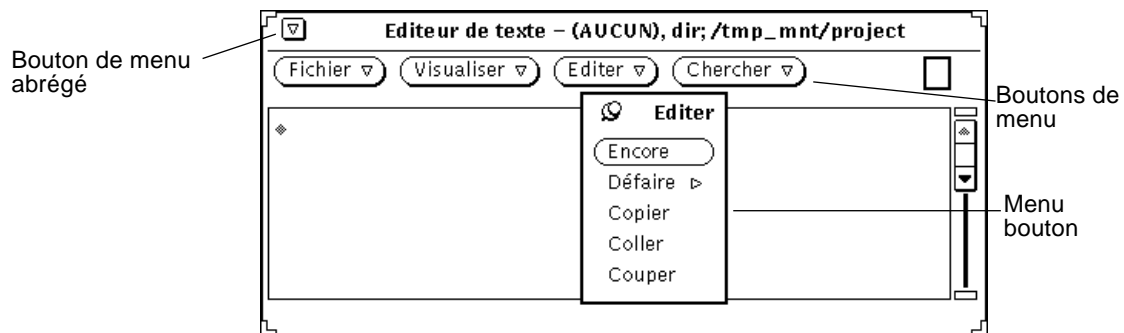 Editeur de texte – (AUCUN), dir; /tmp_mnt/project
Bouton de menu
abrégé
Fichier Visualiser Editer Chercher
Boutons de
menu
Editer
Encore
Défaire
Copier
Coller
Couper
Menu
bouton